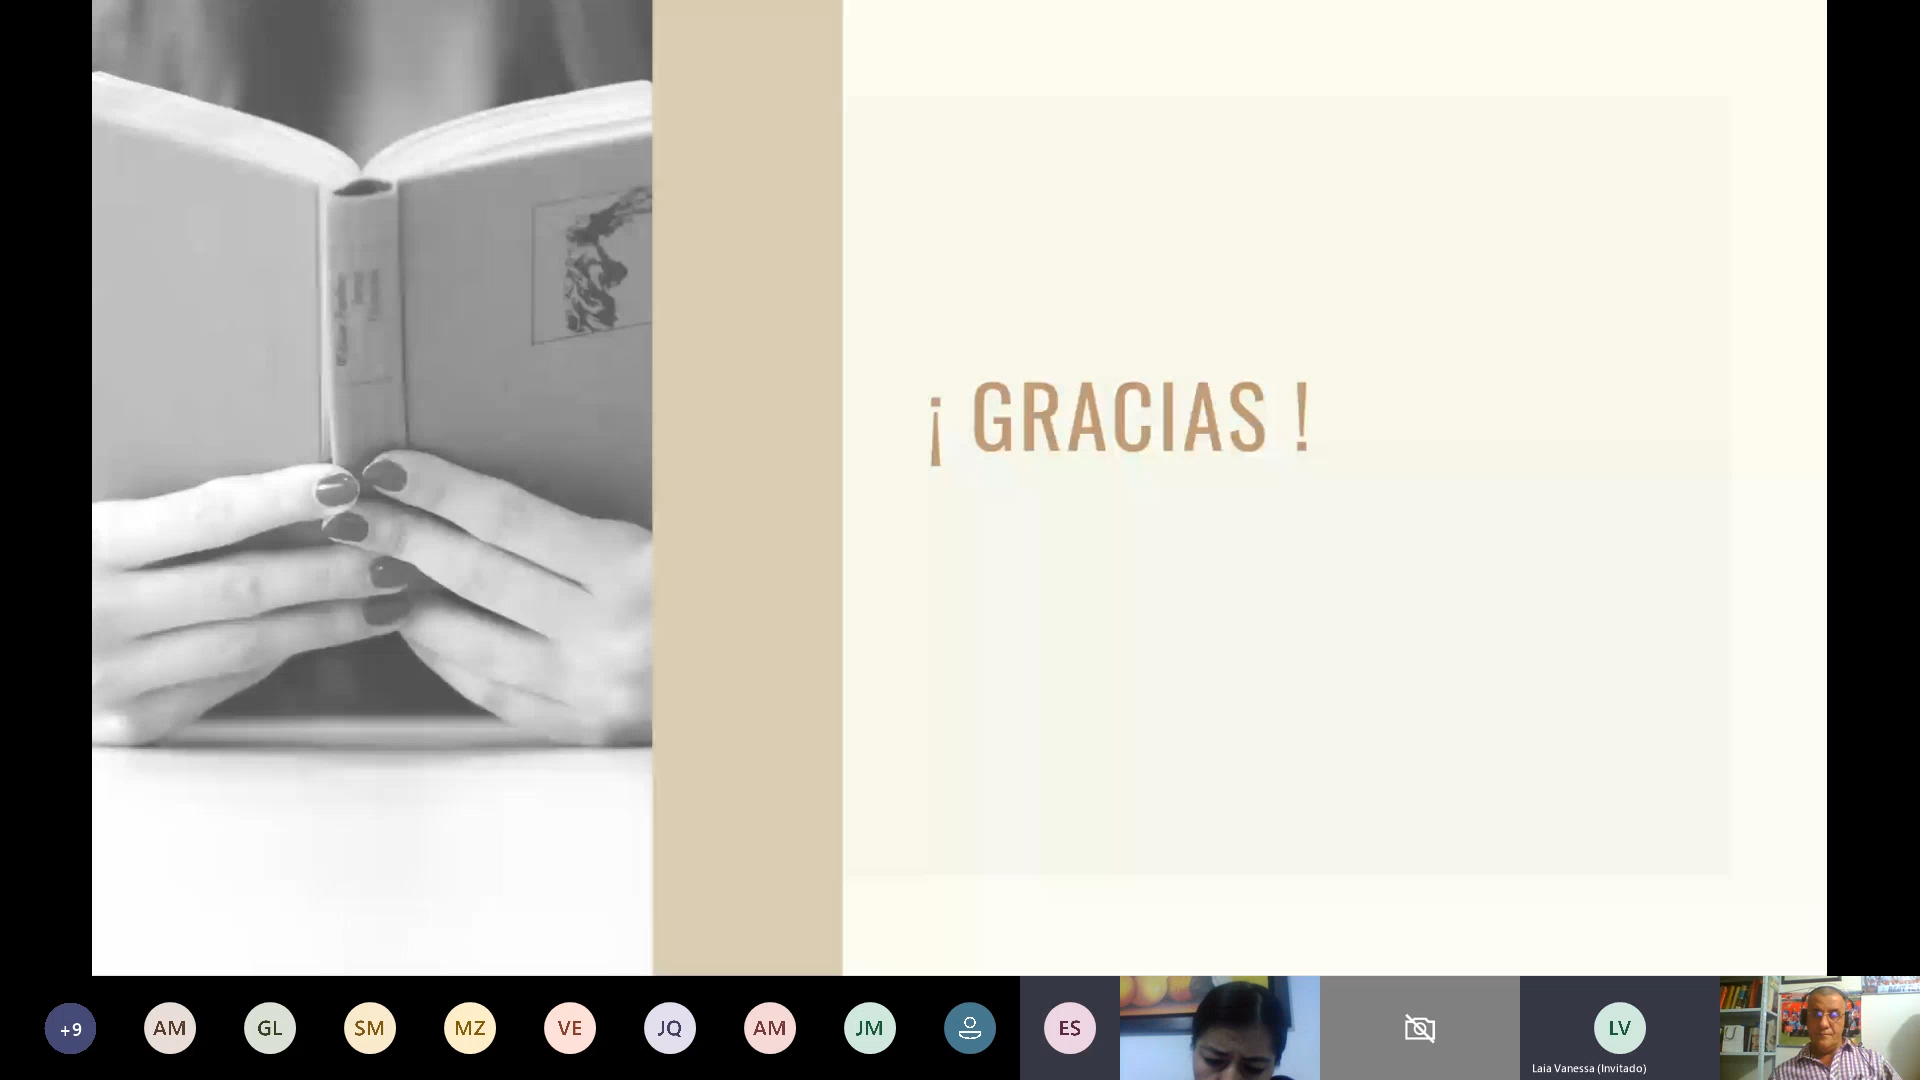 ¡ GRACIAS !
+9
AM
GL
SM
MZ
VE
JQ
AM
JM
ES
LV
Laia Vanessa (Invitado)